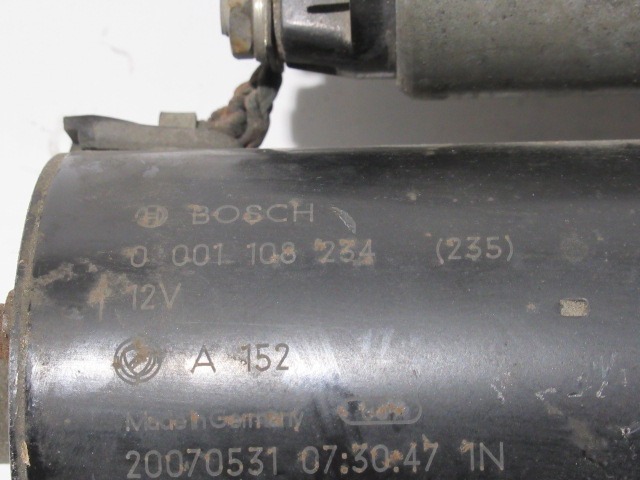 BOSCH
0 001 108 234 (235)
12V
A 152
Made in Germany
20070531 07:30:47 1N